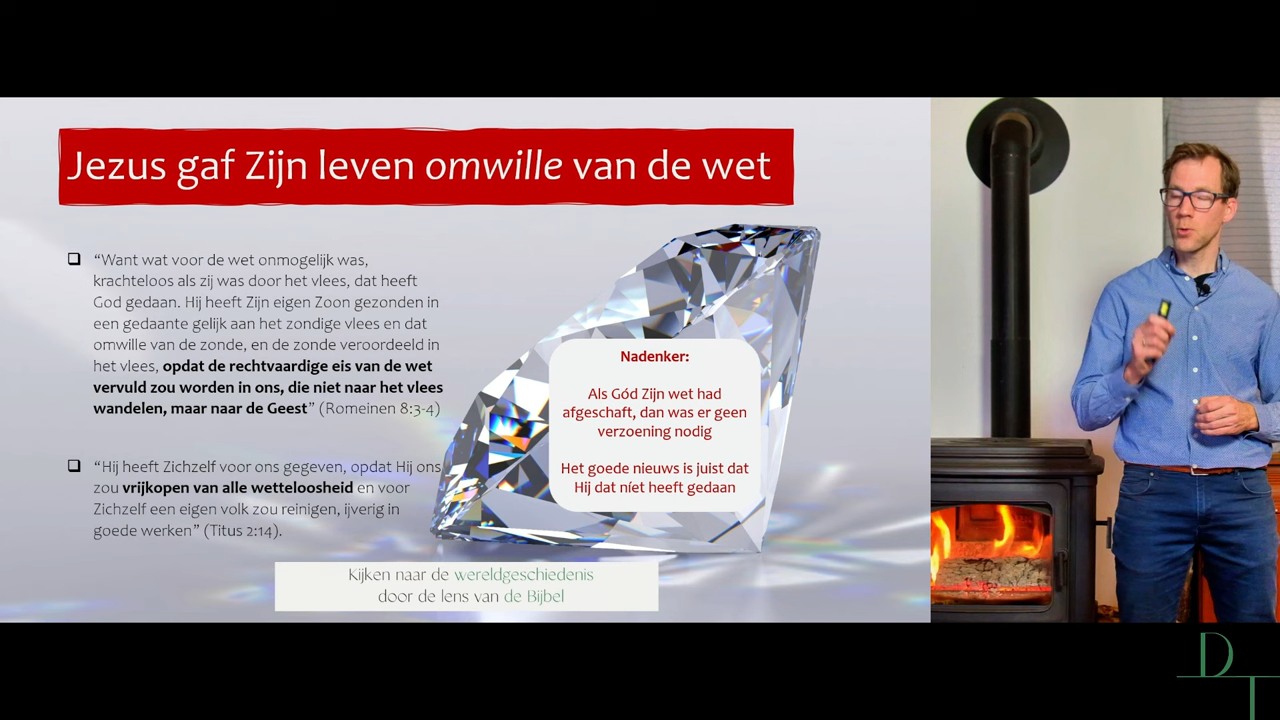 Jezus gaf Zijn leven omwille van de wet
“Want wat voor de wet onmogelijk was,
krachteloos als zij was door het vlees, dat heeft
God gedaan. Hij heeft Zijn eigen Zoon gezonden in
een gedaante gelijk aan het zondige vlees en dat
omwille van de zonde, en de zonde veroordeeld in
het vlees, opdat de rechtvaardige eis van de wet
vervuld zou worden in ons, die niet naar het vlees
wandelen, maar naar de Geest” (Romeinen 8:3-4)
“Hij heeft Zichzelf voor ons gegeven, opdat Hij ons
zou vrijkopen van alle wetteloosheid en voor
Zichzelf een eigen volk zou reinigen, ijverig in
goede werken” (Titus 2:14).
Nadenker:
Als Gód Zijn wet had
afgeschaft, dan was er geen
verzoening nodig
Het goede nieuws is juist dat
Hij dat níet heeft gedaan
Kijken naar de wereldgeschiedenis
door de lens van de Bijbel
DT